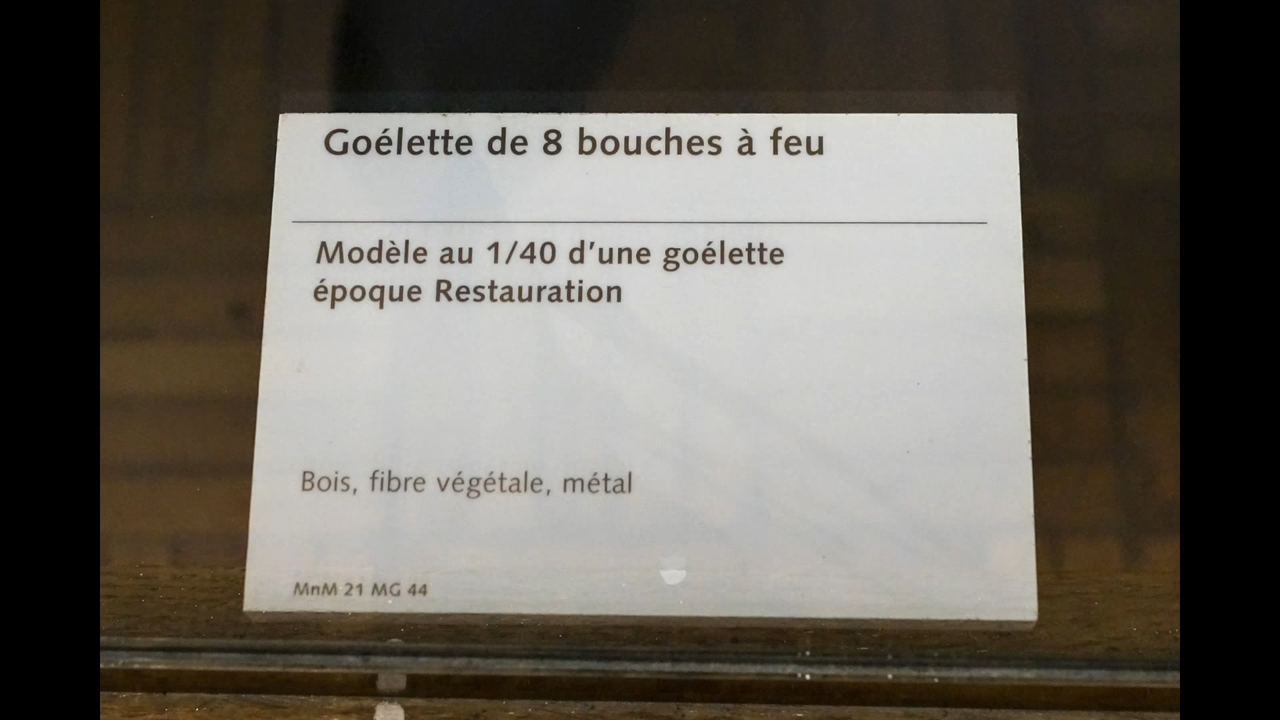 Goélette de 8 bouches à feu
Modèle au 1/40 d’une goélette
époque Restauration
Bois, fibre végétale, métal
MnM 21 MG 44